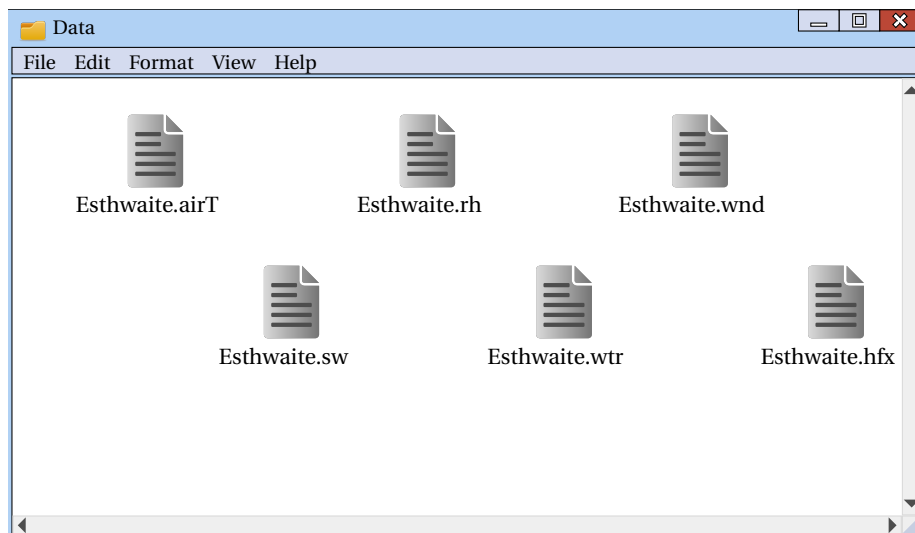 Data
File Edit Format View Help
Esthwaite.airT Esthwaite.rh Esthwaite.wnd
Esthwaite.sw Esthwaite.wtr Esthwaite.hfx